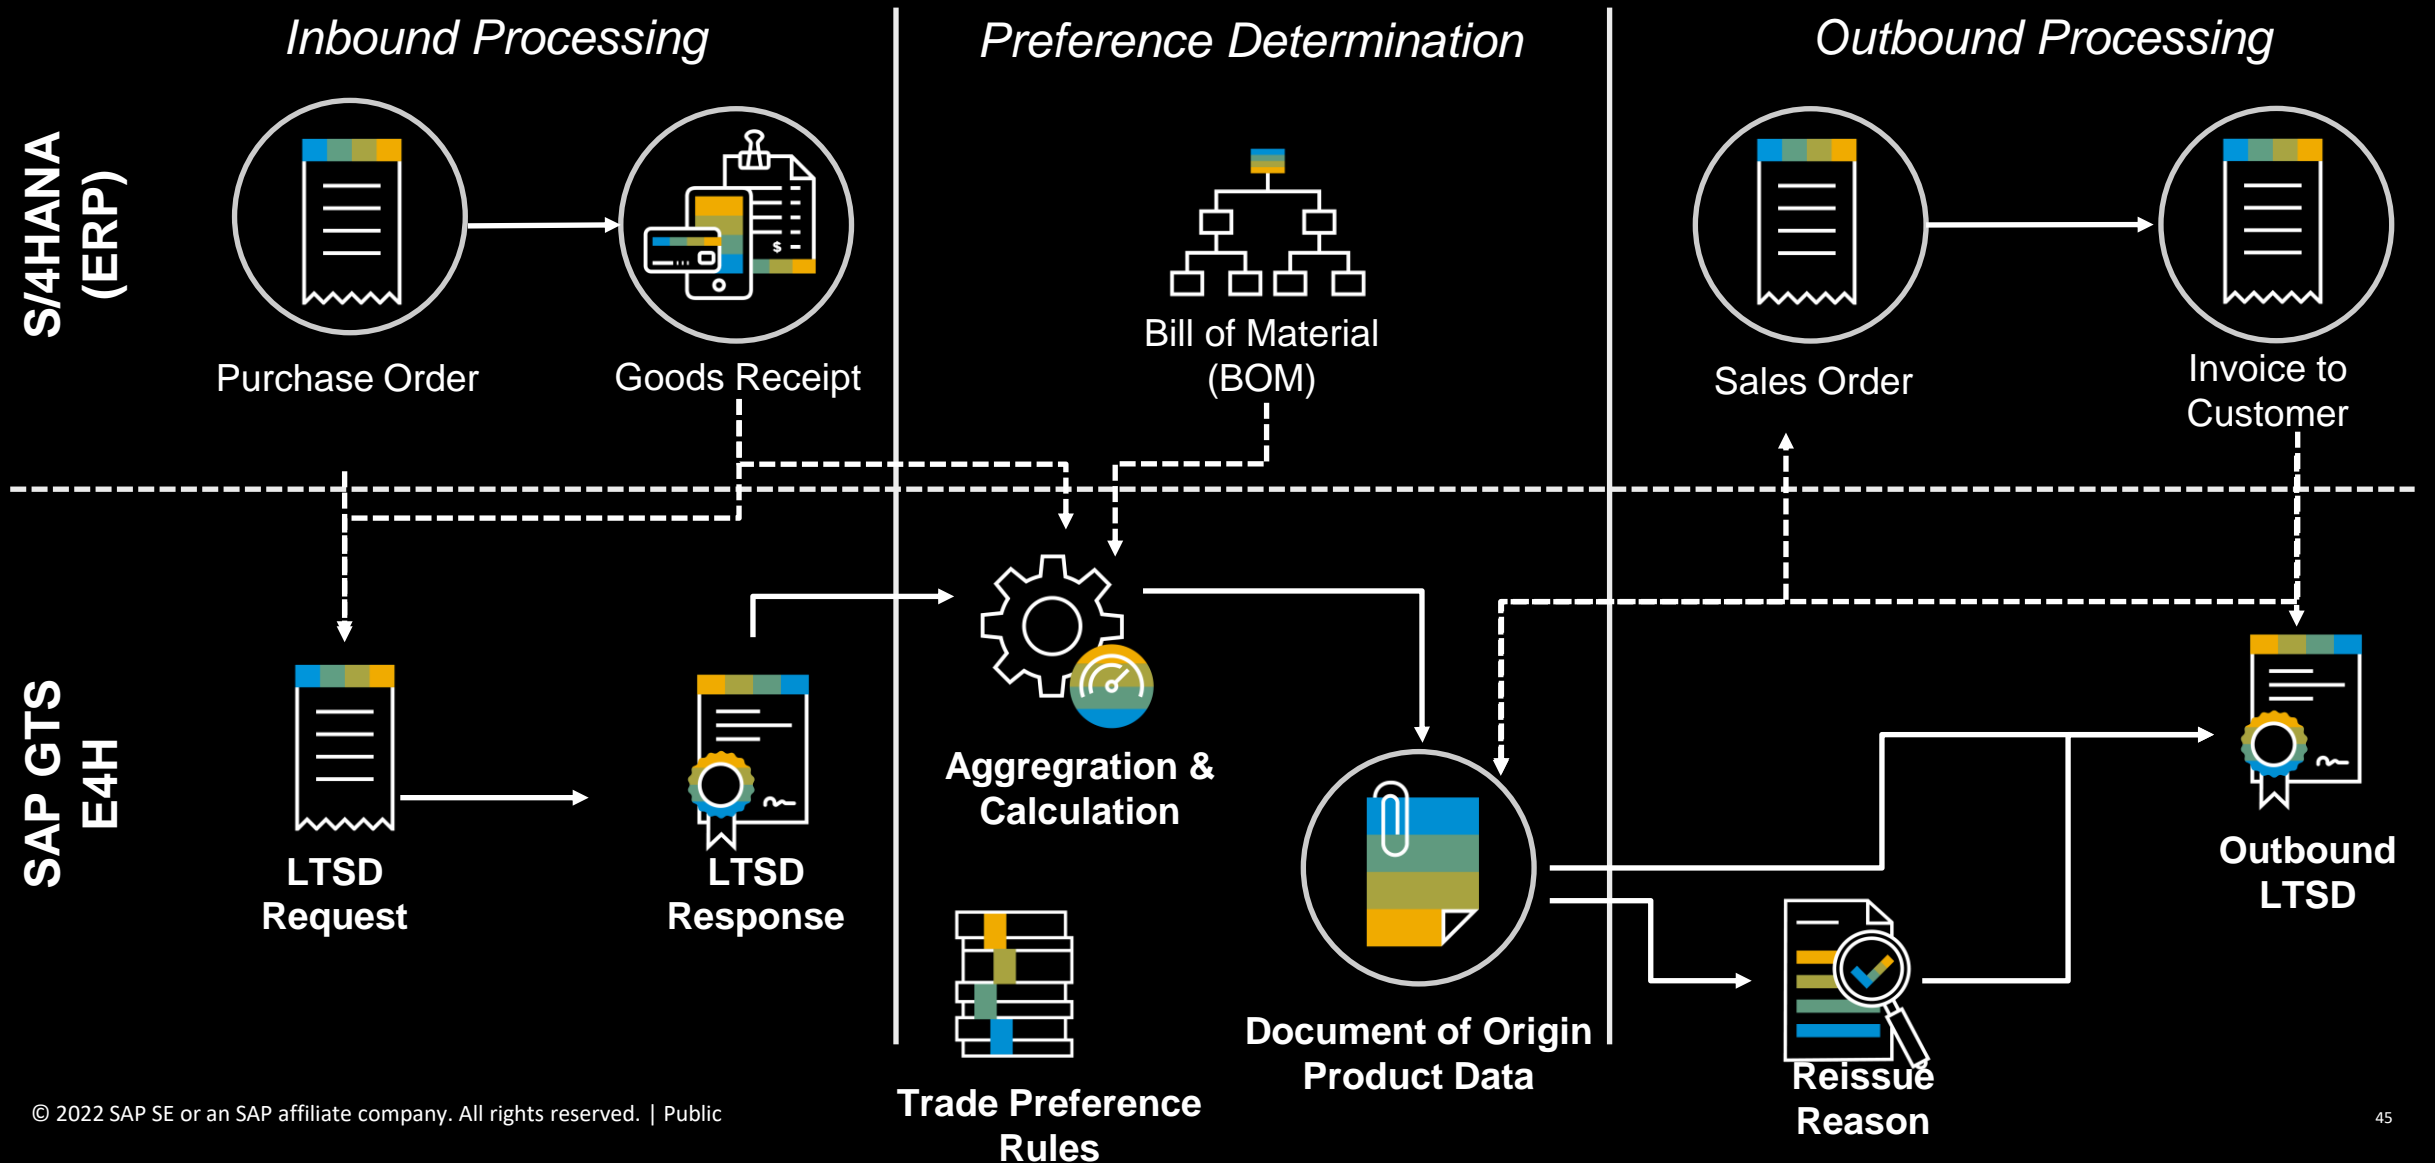 Inbound Processing
Preference Determination
Outbound Processing
S/4HANA
(ERP)
Purchase Order
$
Goods Receipt
Bill of Material
(BOM)
Sales Order
Invoice to
Customer
SAP GTS
E4H
LTSD
Request
LTSD
Response
Aggregration &
Calculation
Trade Preference
Rules
Document of Origin
Product Data
Reissue
Reason
Outbound
LTSD
© 2022 SAP SE or an SAP affiliate company. All rights reserved. | Public
45